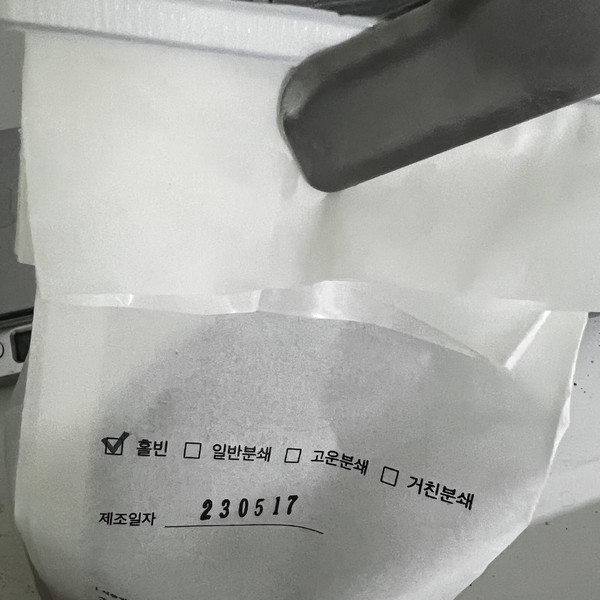 ☑ 홀빈 ☐ 일반분쇄 ☐ 고운분쇄 ☐ 거친분쇄
제조일자 230517